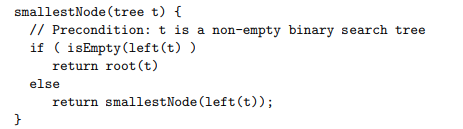 smallestNode(tree t) {
// Precondition: t is a non-empty binary search tree
if ( isEmpty(left(t) )
return root(t)
else
return smallestNode(left(t));
}